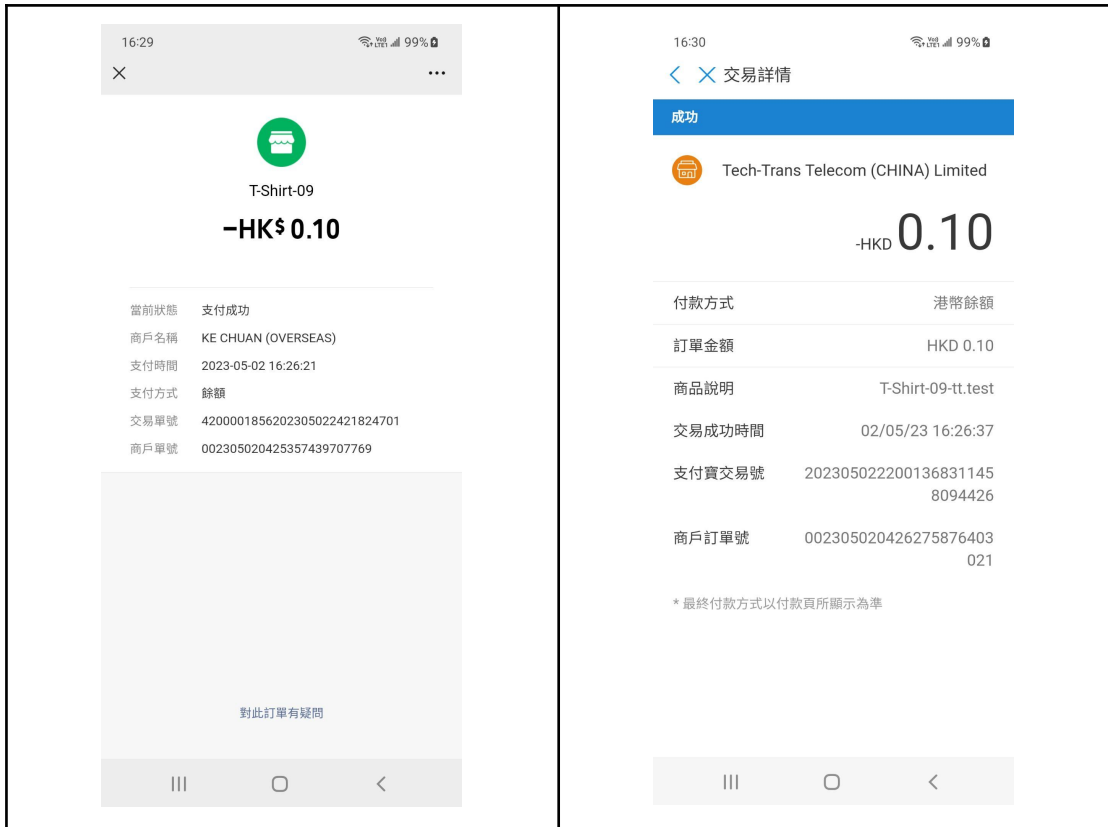 16:29
99%
T-Shirt-09
-HK$ 0.10
當前狀態 支付成功
商戶名稱 KE CHUAN (OVERSEAS)
支付時間 2023-05-02 16:26:21
支付方式 餘額
交易單號 4200001856202305022421824701
商戶單號 002305020425357439707769
對此訂單有疑問
16:30
99%
交易詳情
成功
Tech-Trans Telecom (CHINA) Limited
-HKD 0.10
付款方式 港幣餘額
訂單金額 HKD 0.10
商品說明 T-Shirt-09-tt.test
交易成功時間 02/05/23 16:26:37
支付寶交易號 202305022200136831145
8094426
商戶訂單號 002305020426275876403
021
* 最終付款方式以付款頁所顯示為準